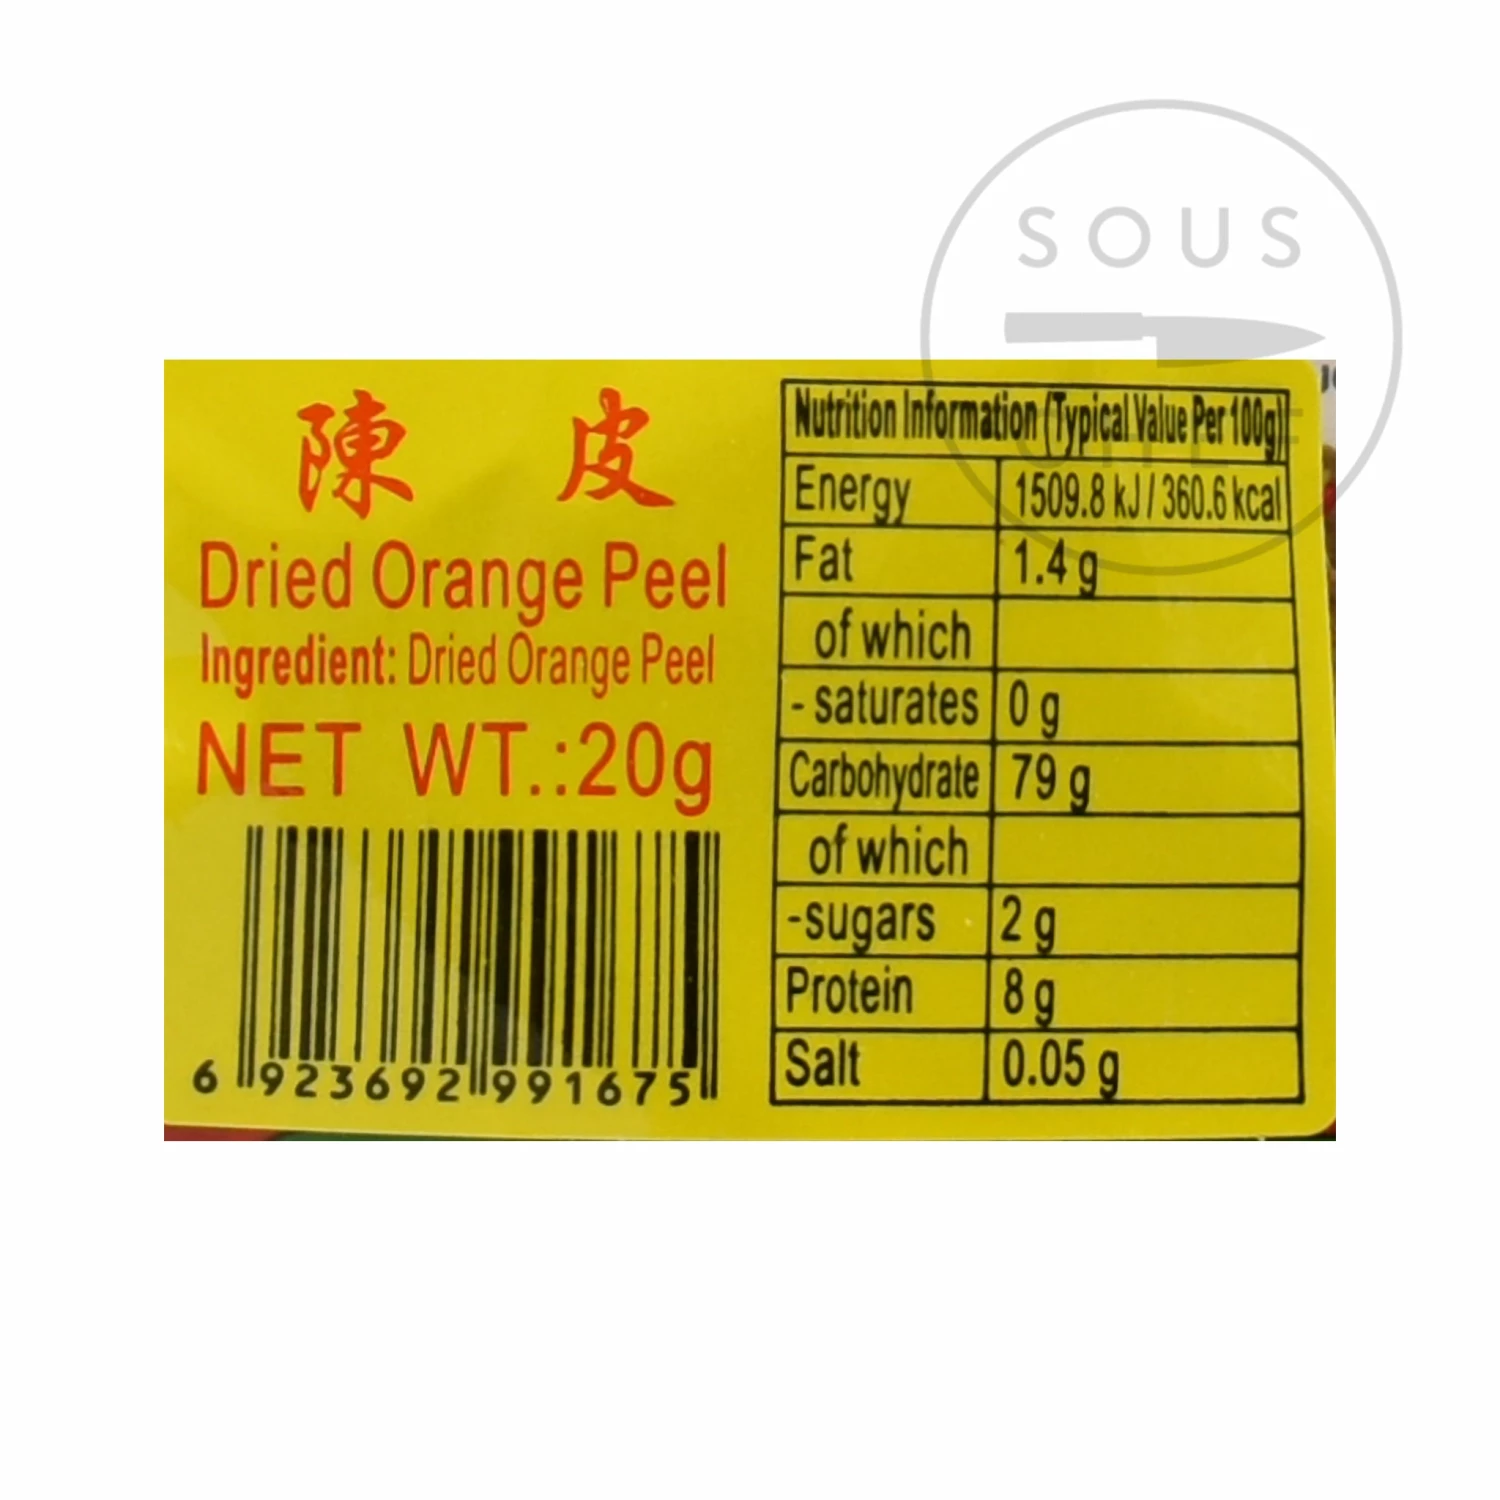 SOUS
CHEF
陳 皮
Dried Orange Peel
Ingredient: Dried Orange Peel
NET WT.:20g
6 923692 991675
Nutrition Information (Typical Value Per 100g)
Energy 1509.8 kJ / 360.6 kcal
Fat 1.4 g
of which
- saturates 0 g
Carbohydrate 79 g
of which
-sugars 2 g
Protein 8 g
Salt 0.05 g